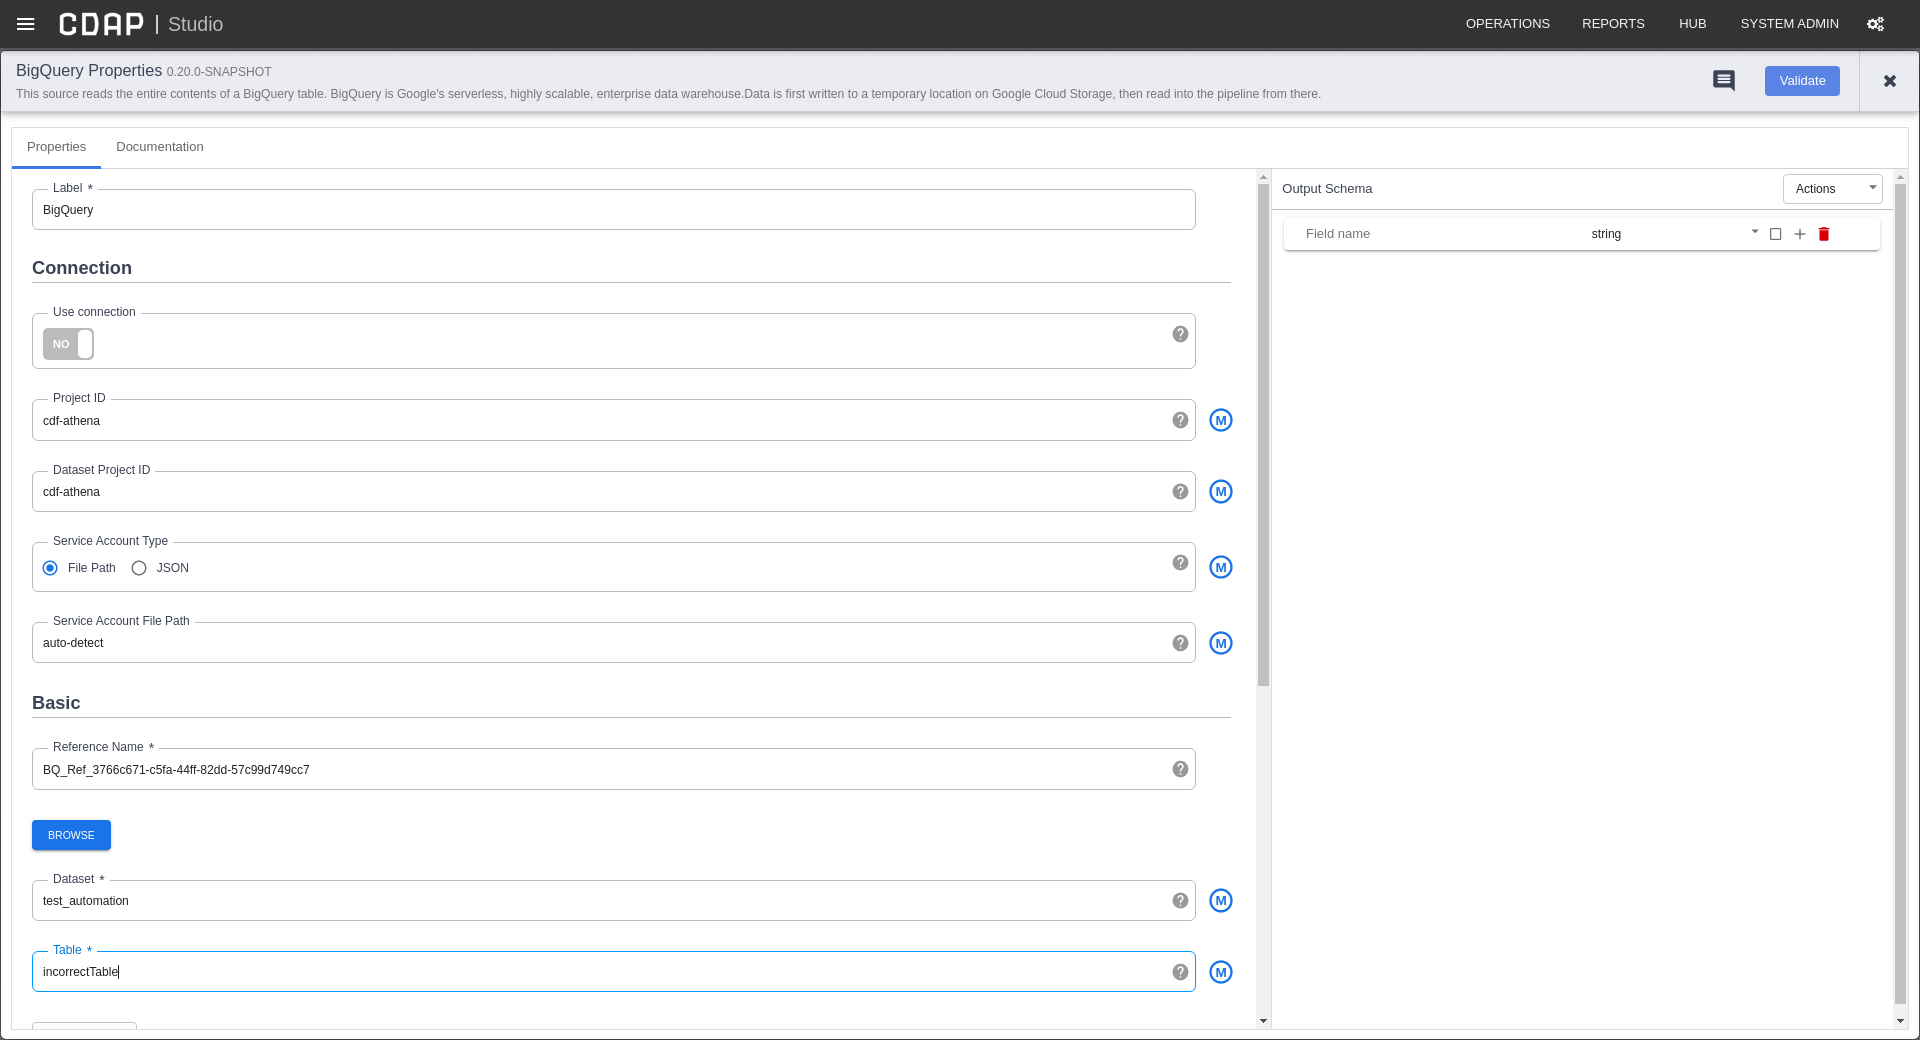 CDAP | Studio
OPERATIONS REPORTS HUB SYSTEM ADMIN
BigQuery Properties 0.20.0-SNAPSHOT
This source reads the entire contents of a BigQuery table. BigQuery is Google's serverless, highly scalable, enterprise data warehouse.Data is first written to a temporary location on Google Cloud Storage, then read into the pipeline from there.
Validate
Properties Documentation
Label *
BigQuery
Connection
Use connection
NO
Project ID
cdf-athena
M
Dataset Project ID
cdf-athena
M
Service Account Type
File Path JSON
M
Service Account File Path
auto-detect
M
Basic
Reference Name *
BQ_Ref_3766c671-c5fa-44ff-82dd-57c99d749cc7
BROWSE
Dataset *
test_automation
M
Table *
incorrectTable
M
Output Schema
Actions
Field name string